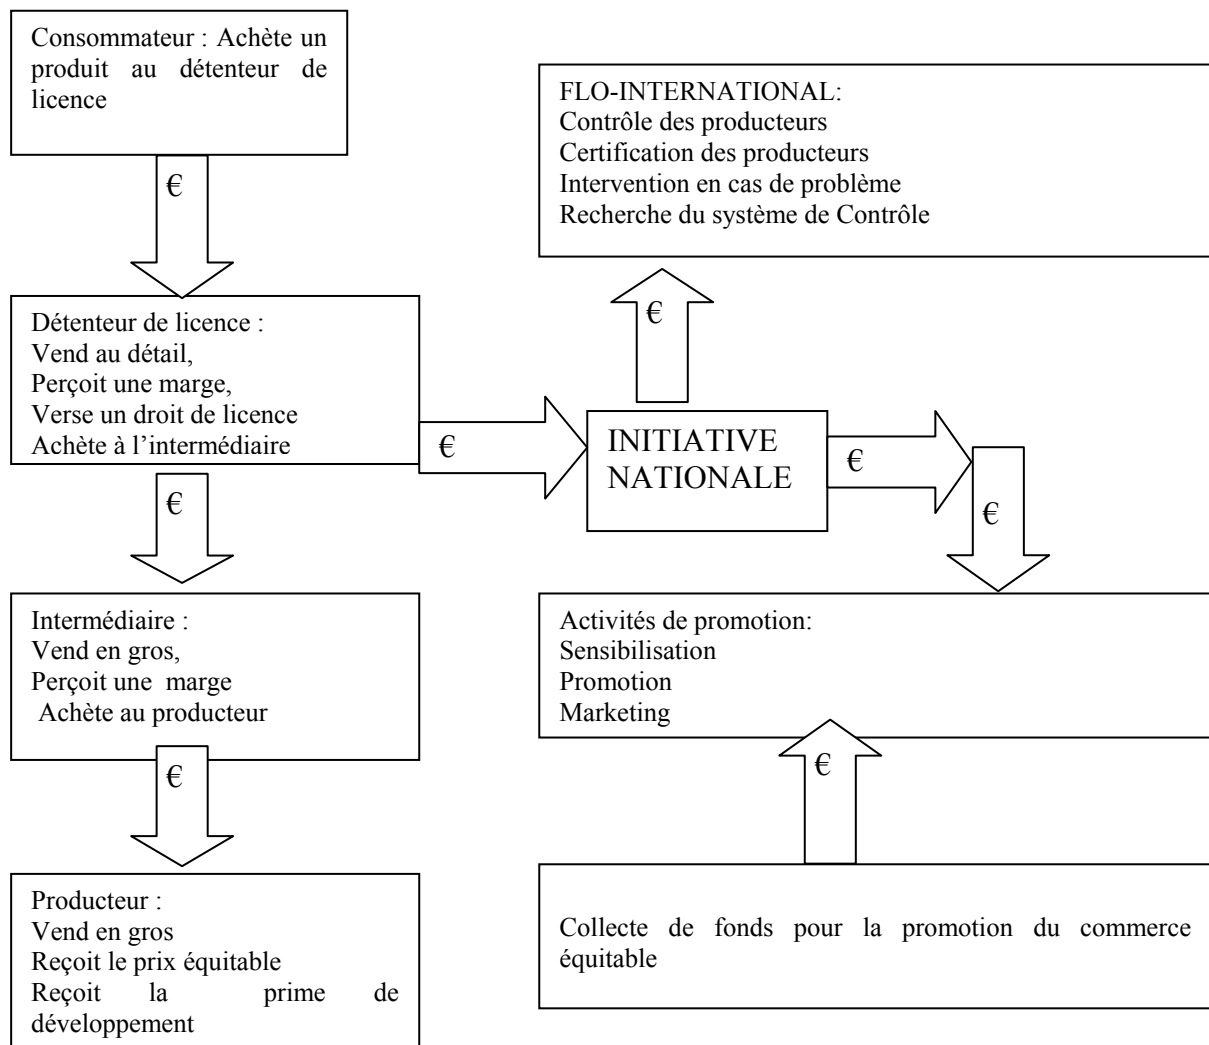 Consommateur : Achète un
produit au détenteur de
licence
€
Détenteur de licence :
Vend au détail,
Perçoit une marge,
Verse un droit de licence
Achète à l’intermédiaire
€
Intermédiaire :
Vend en gros,
Perçoit une marge
Achète au producteur
€
Producteur :
Vend en gros
Reçoit le prix équitable
Reçoit la prime de
développement
€
INITIATIVE
NATIONALE
€
FLO-INTERNATIONAL:
Contrôle des producteurs
Certification des producteurs
Intervention en cas de problème
Recherche du système de Contrôle
€
€
Activités de promotion:
Sensibilisation
Promotion
Marketing
€
Collecte de fonds pour la promotion du commerce
équitable